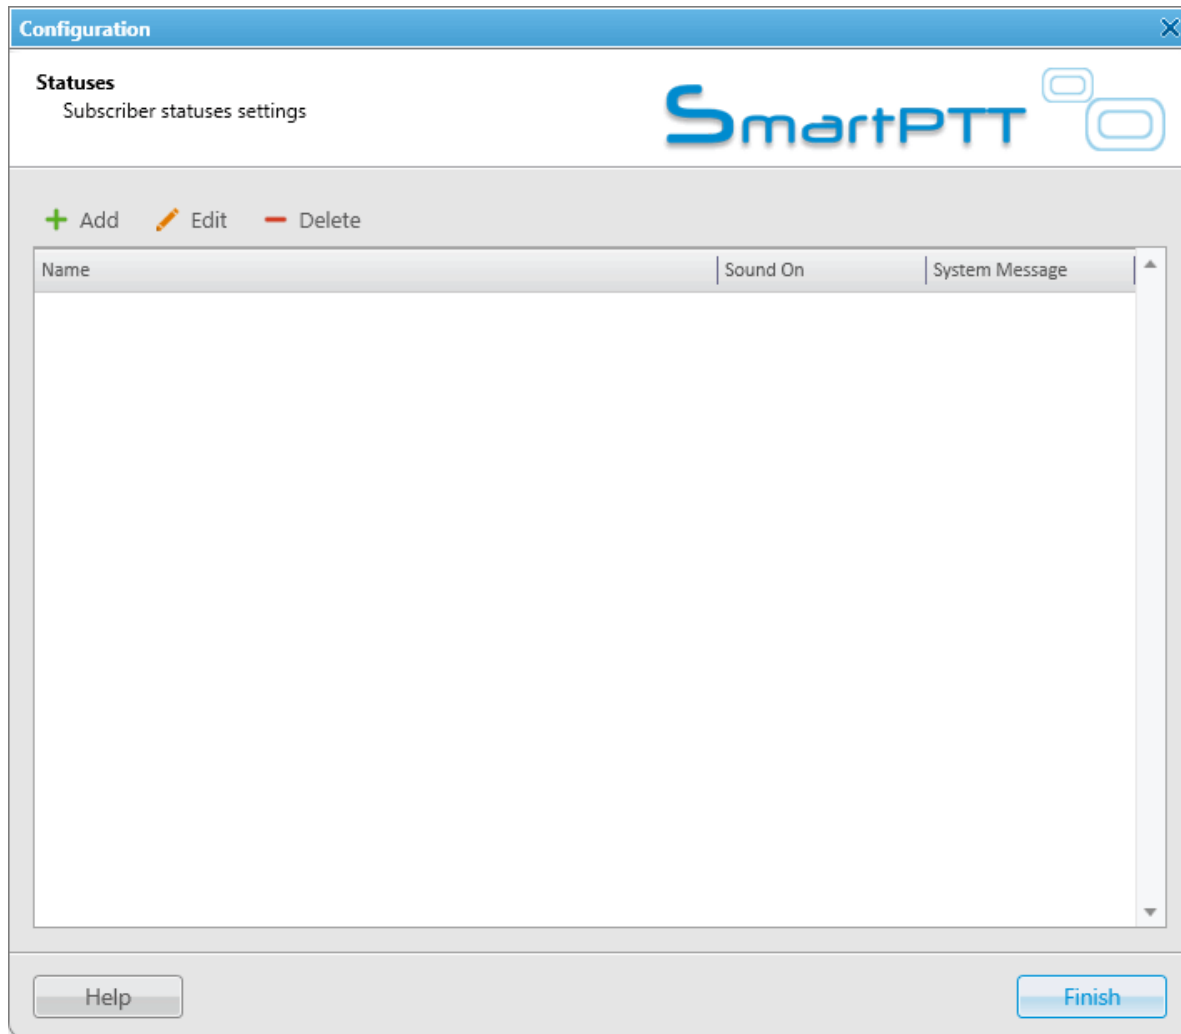 Configuration
Statuses
Subscriber statuses settings
SmartPTT
Add Edit Delete
Name Sound On System Message
Help Finish